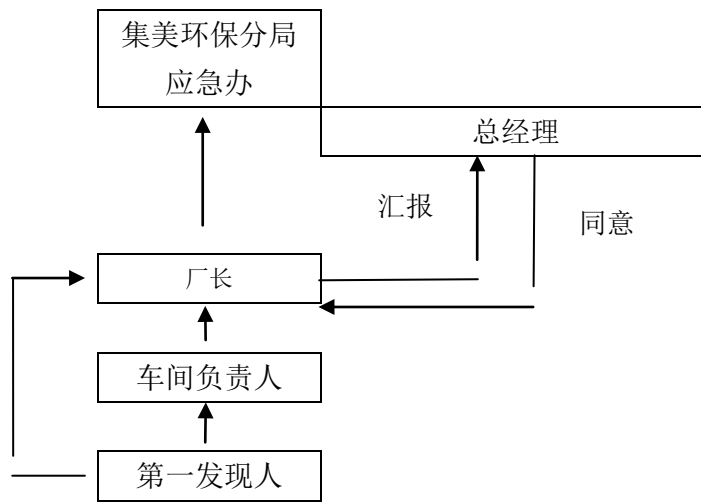 集美环保分局
应急办
总经理
汇报
同意
厂长
车间负责人
第一发现人